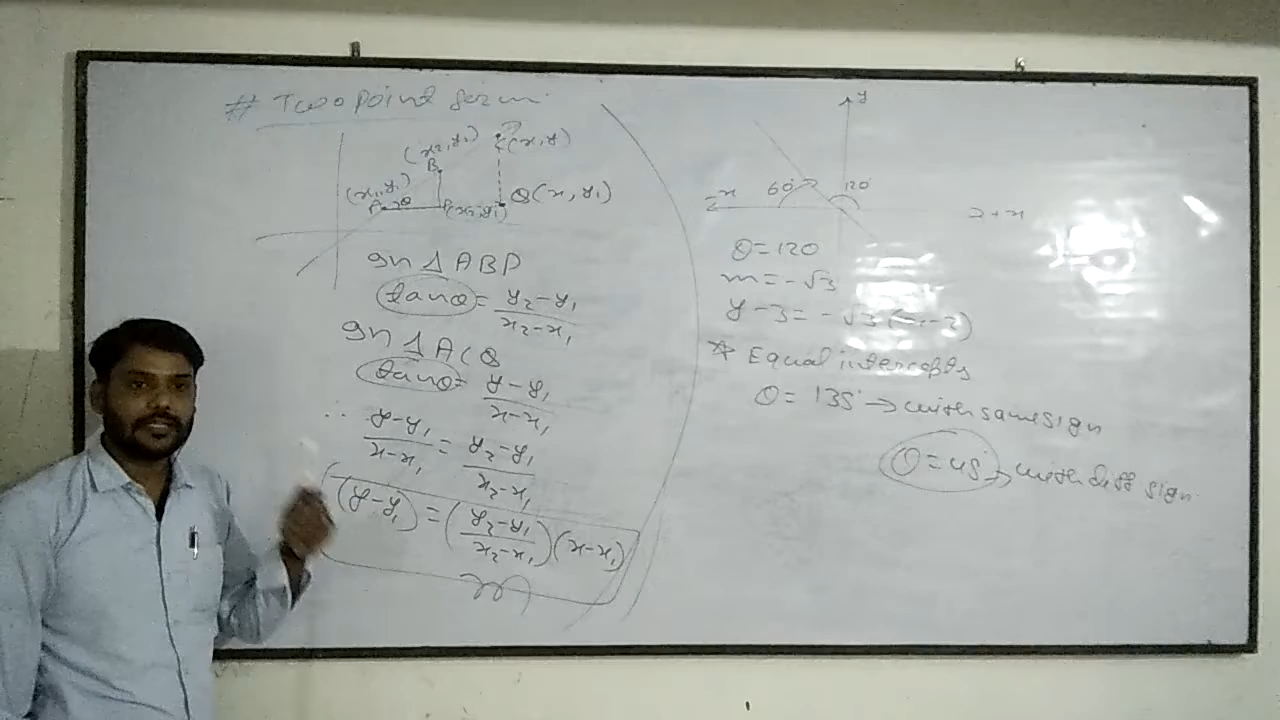 # Two point form
(x2, y2)
B
C(x, y)
(x1, y1)
A θ
P(x2, y1)
Q(x, y1)
In Δ ABP
tanθ = y2-y1/x2-x1
In Δ ACQ
tanθ = y-y1/x-x1
∴ y-y1/x-x1 = y2-y1/x2-x1
(y-y1) = (y2-y1/x2-x1)(x-x1)
m
y
60
120
θ=120
m=-√3
y-3=-√3
☆ Equal intercepts
θ = 135° → with same sign
θ=45 → with diff sign